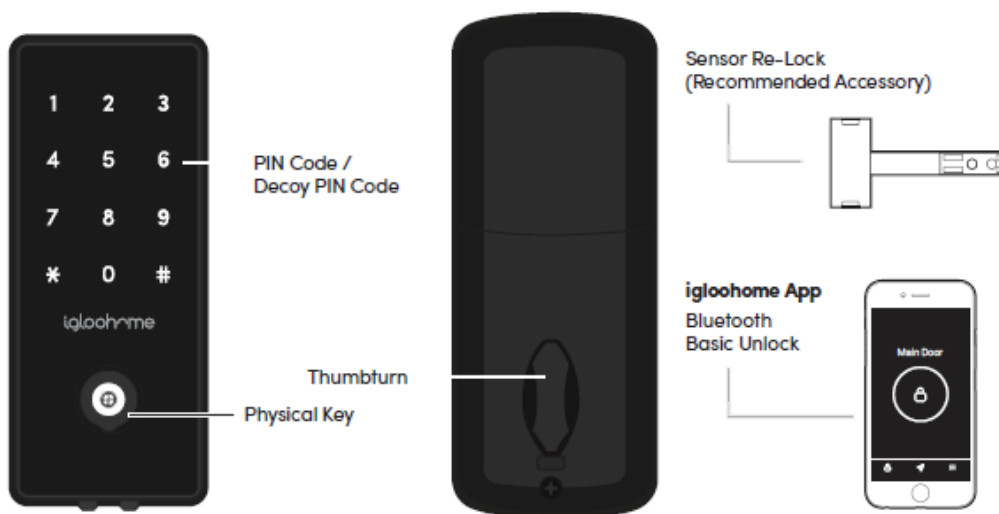 1 2 3
4 5 6
7 8 9
* 0 #
igloohome
PIN Code /
Decoy PIN Code
Physical Key
Thumbturn
Sensor Re-Lock
(Recommended Accessory)
igloohome App
Bluetooth
Basic Unlock
Main Door